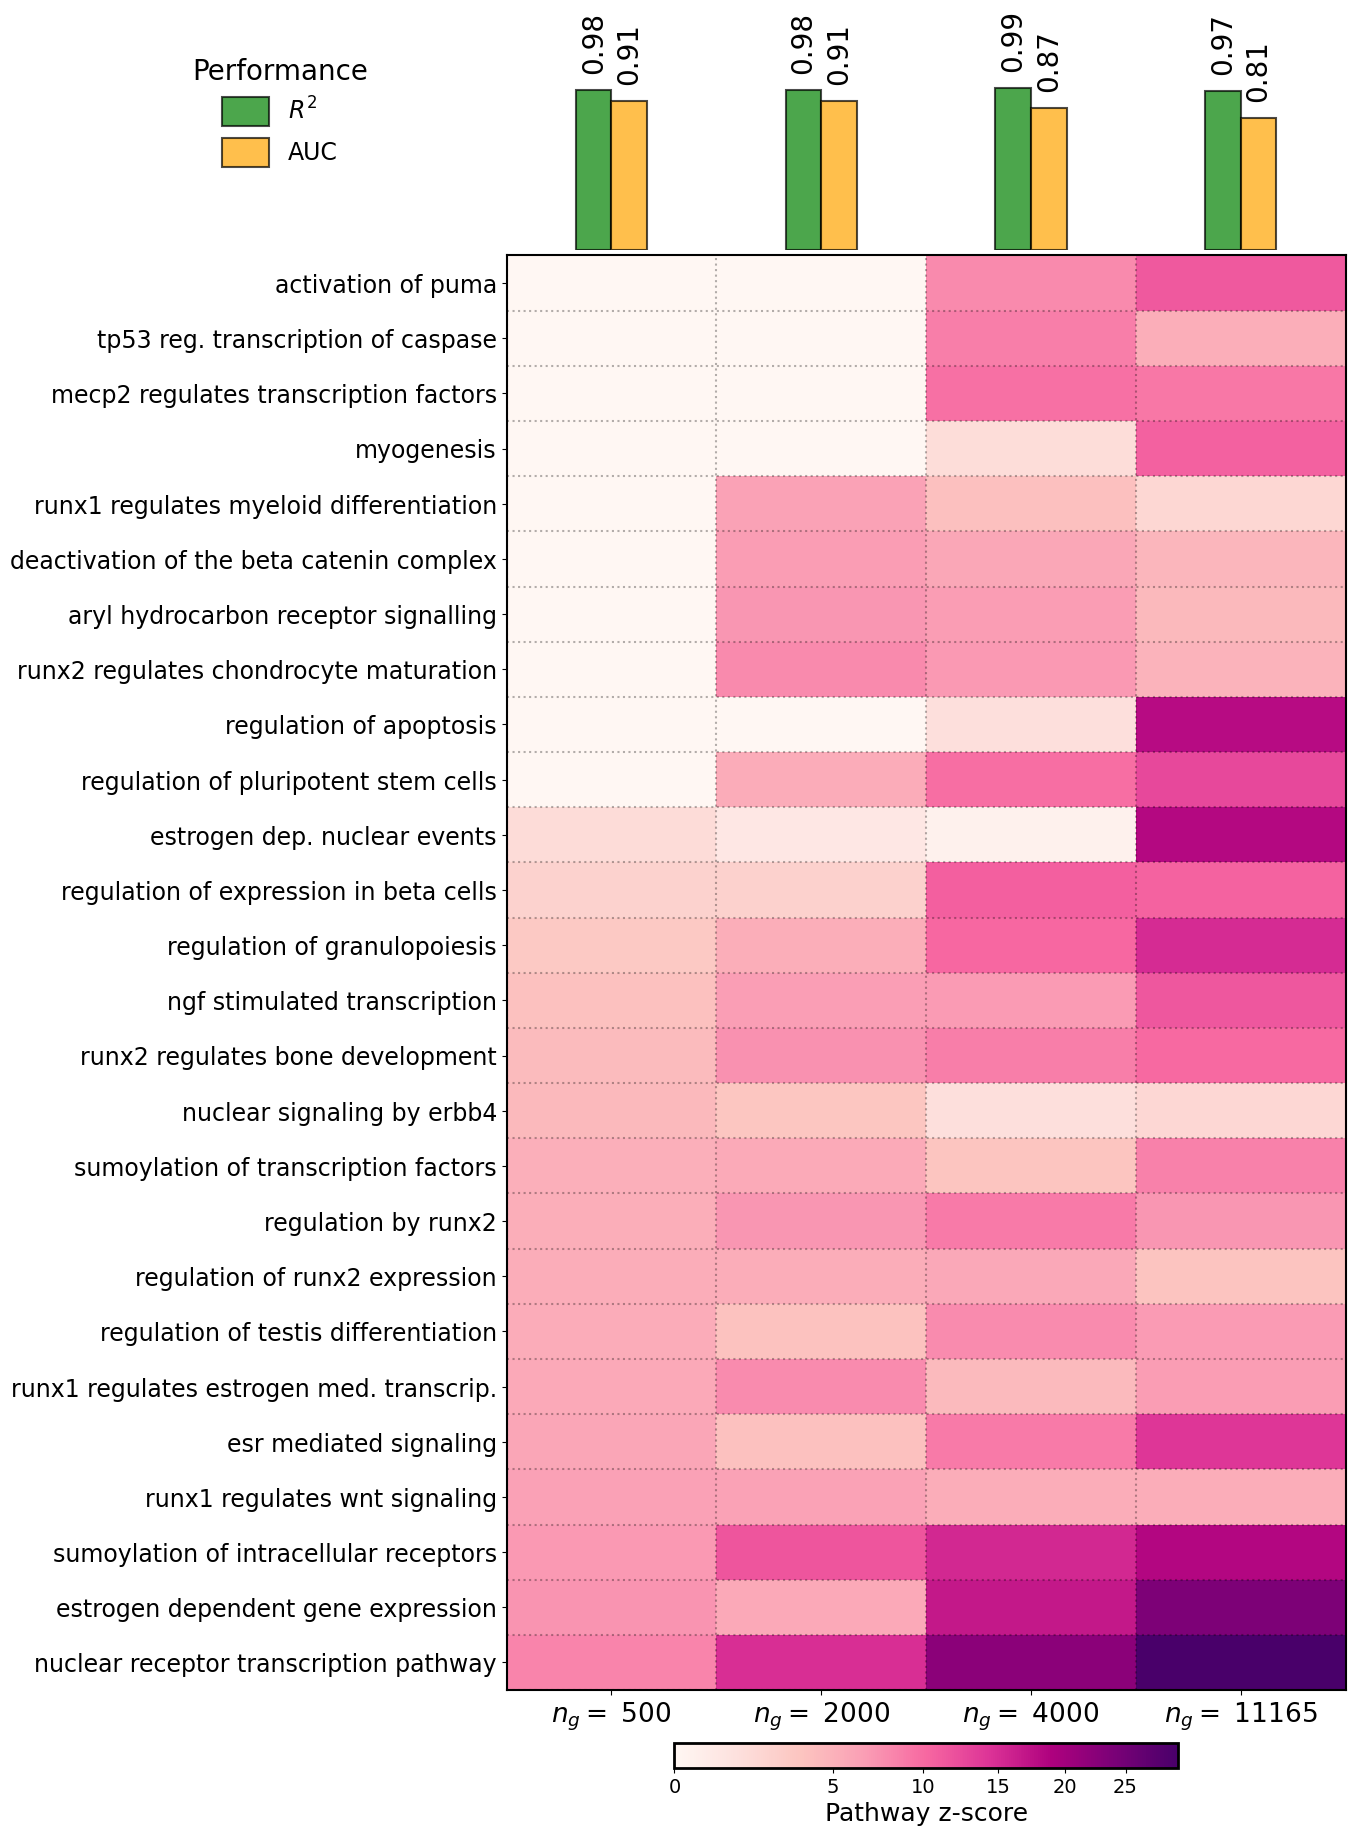 0.98
0.91
0.98
0.91
0.99
0.87
0.97
0.81
Performance
R²
AUC
activation of puma
tp53 reg. transcription of caspase
mecp2 regulates transcription factors
myogenesis
runx1 regulates myeloid differentiation
deactivation of the beta catenin complex
aryl hydrocarbon receptor signalling
runx2 regulates chondrocyte maturation
regulation of apoptosis
regulation of pluripotent stem cells
estrogen dep. nuclear events
regulation of expression in beta cells
regulation of granulopoiesis
ngf stimulated transcription
runx2 regulates bone development
nuclear signaling by erbb4
sumoylation of transcription factors
regulation by runx2
regulation of runx2 expression
regulation of testis differentiation
runx1 regulates estrogen med. transcrip.
esr mediated signaling
runx1 regulates wnt signaling
sumoylation of intracellular receptors
estrogen dependent gene expression
nuclear receptor transcription pathway
n_g = 500
n_g = 2000
n_g = 4000
n_g = 11165
0 5 10 15 20 25
Pathway z-score